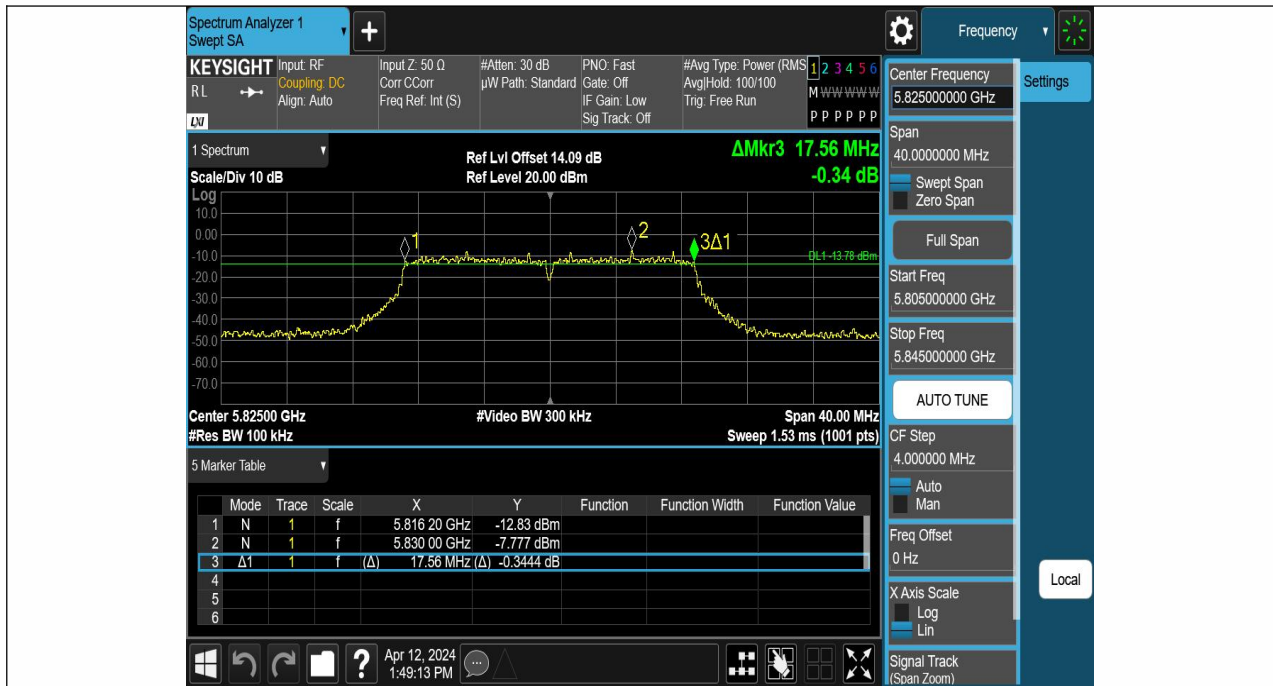 Spectrum Analyzer 1
Swept SA
+
Frequency
KEYSIGHT
RL
LXI
Input: RF
Coupling: DC
Align: Auto
Input Z: 50 Ω
Corr CCorr
Freq Ref: Int (S)
#Atten: 30 dB
µW Path: Standard
PNO: Fast
Gate: Off
IF Gain: Low
Sig Track: Off
#Avg Type: Power (RMS
Avg|Hold: 100/100
Trig: Free Run
1 2 3 4 5 6
M W W W W W
P P P P P P
1 Spectrum
Scale/Div 10 dB
Ref Lvl Offset 14.09 dB
Ref Level 20.00 dBm
ΔMkr3 17.56 MHz
-0.34 dB
Log
10.0
0.00
-10.0
-20.0
-30.0
-40.0
-50.0
-60.0
-70.0
1
2
3Δ1
DL1 -13.78 dBm
Center 5.82500 GHz
#Video BW 300 kHz
Span 40.00 MHz
#Res BW 100 kHz
Sweep 1.53 ms (1001 pts)
5 Marker Table
Mode Trace Scale X Y Function Function Width Function Value
1 N 1 f 5.816 20 GHz -12.83 dBm
2 N 1 f 5.830 00 GHz -7.777 dBm
3 Δ1 1 f (Δ) 17.56 MHz (Δ) -0.3444 dB
4
5
6
?
Apr 12, 2024
1:49:13 PM
Center Frequency
5.825000000 GHz
Settings
Span
40.0000000 MHz
Swept Span
Zero Span
Full Span
Start Freq
5.805000000 GHz
Stop Freq
5.845000000 GHz
AUTO TUNE
CF Step
4.000000 MHz
Auto
Man
Freq Offset
0 Hz
Local
X Axis Scale
Log
Lin
Signal Track
(Span Zoom)